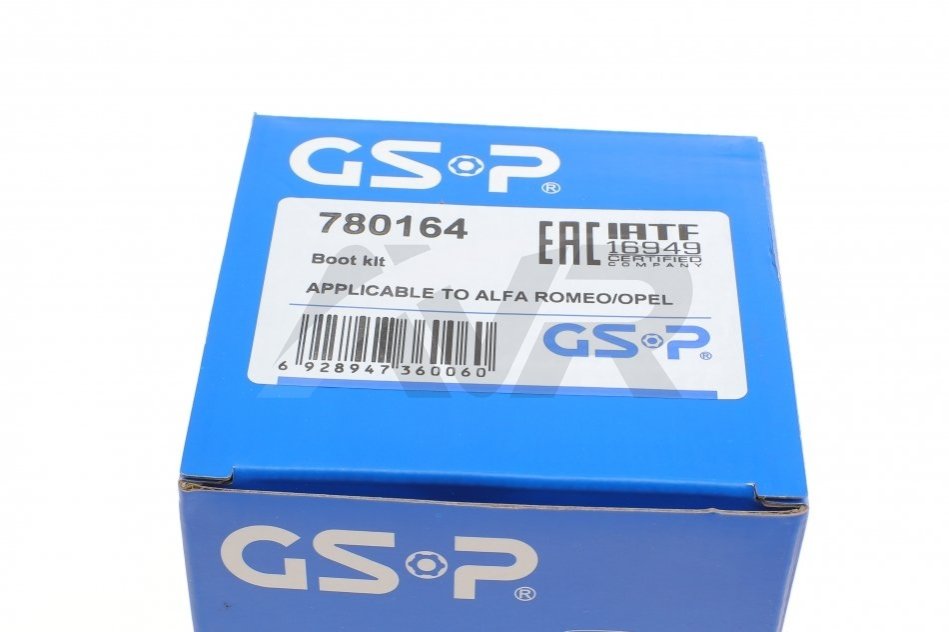 GS·P®
780164
EAC
IATF
16949
CERTIFIED
COMPANY
Boot kit
APPLICABLE TO ALFA ROMEO/OPEL
6 928947 360060
GS·P®
AVR
GS·P®